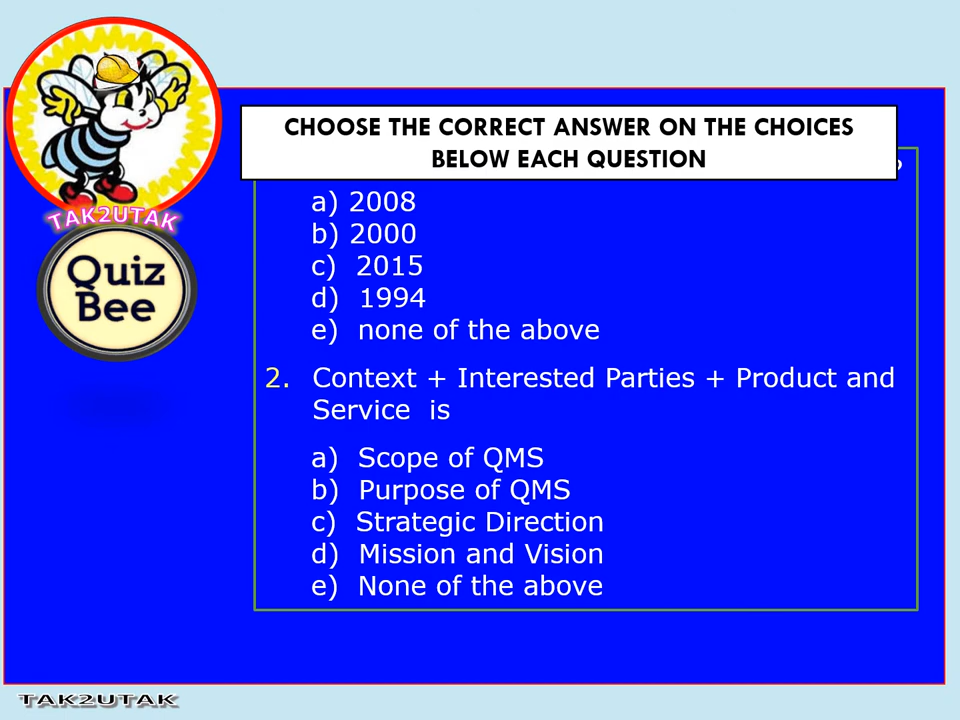 TAK2UTAK
Quiz
Bee
CHOOSE THE CORRECT ANSWER ON THE CHOICES
BELOW EACH QUESTION
a) 2008
b) 2000
c) 2015
d) 1994
e) none of the above
2. Context + Interested Parties + Product and
Service is
a) Scope of QMS
b) Purpose of QMS
c) Strategic Direction
d) Mission and Vision
e) None of the above
TAK2UTAK